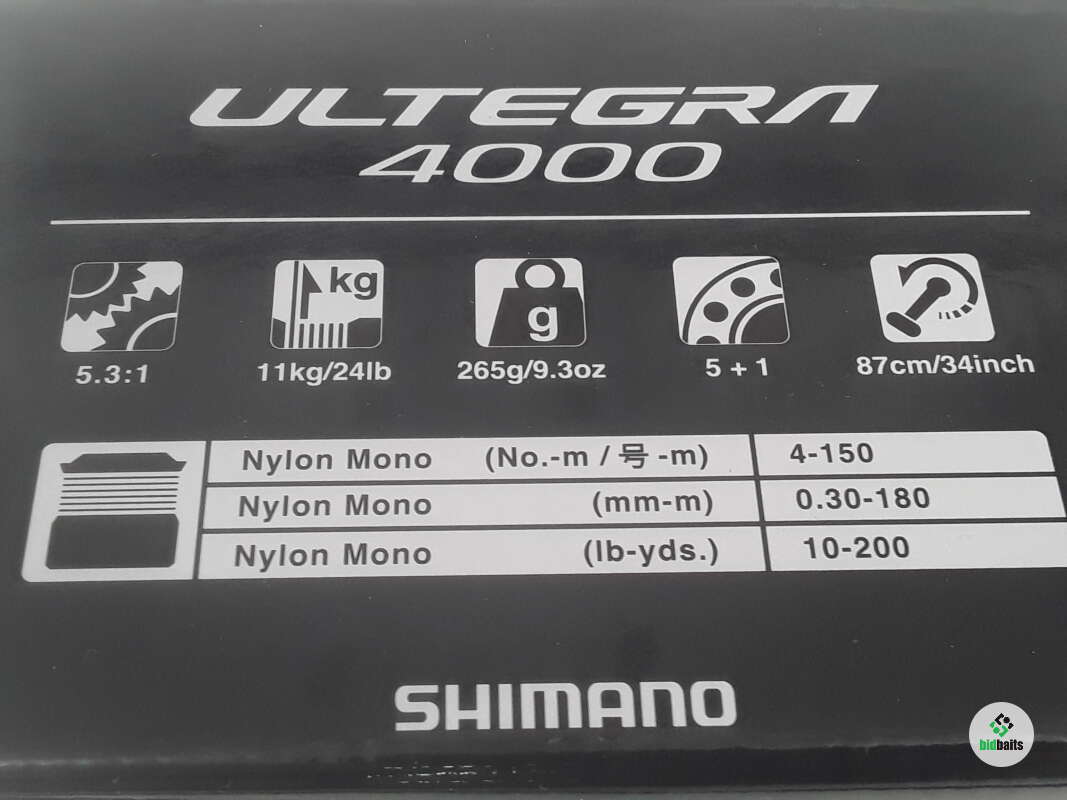 ULTEGRA
4000
kg
g
5.3:1
11kg/24lb
265g/9.3oz
5 + 1
87cm/34inch
Nylon Mono (No.-m / 号 -m) 4-150
Nylon Mono (mm-m) 0.30-180
Nylon Mono (lb-yds.) 10-200
SHIMANO
bidbaits